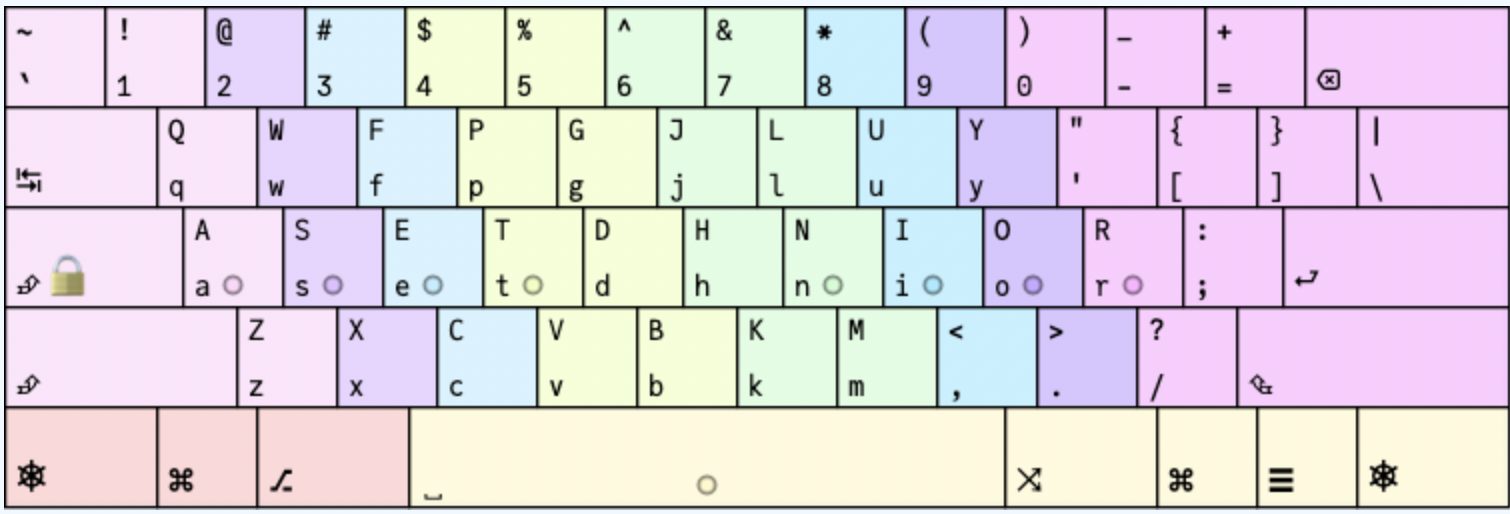 ~ ! @ # $ % ^ & * ( ) _ +
` 1 2 3 4 5 6 7 8 9 0 - =
Q W F P G J L U Y " { } |
q w f p g j l u y ' [ ] \
A S E T D H N I O R :
a s e t d h n i o r ;
Z X C V B K M < > ?
z x c v b k m , . /